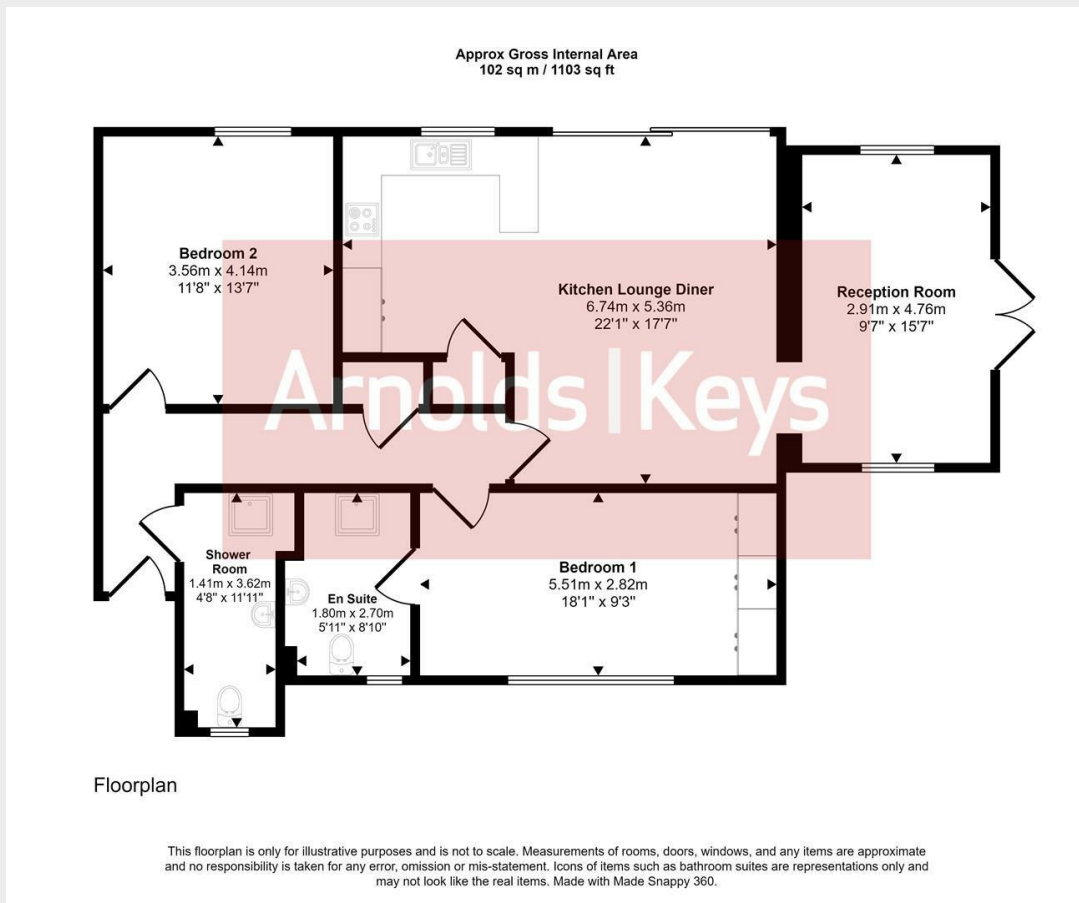 Approx Gross Internal Area
102 sq m / 1103 sq ft
Bedroom 2
3.56m x 4.14m
11'8" x 13'7"
Kitchen Lounge Diner
6.74m x 5.36m
22'1" x 17'7"
Reception Room
2.91m x 4.76m
9'7" x 15'7"
Arnolds|Keys
Shower
Room
1.41m x 3.62m
4'8" x 11'11"
En Suite
1.80m x 2.70m
5'11" x 8'10"
Bedroom 1
5.51m x 2.82m
18'1" x 9'3"
Floorplan
This floorplan is only for illustrative purposes and is not to scale. Measurements of rooms, doors, windows, and any items are approximate
and no responsibility is taken for any error, omission or mis-statement. Icons of items such as bathroom suites are representations only and
may not look like the real items. Made with Made Snappy 360.